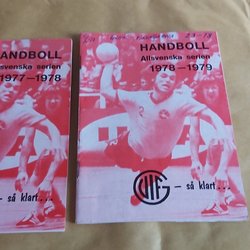 HANDBOLL
Allsvenska serien
1977-1978
- så klart....
HANDBOLL
Allsvenska serien
1978-1979
- så klart....